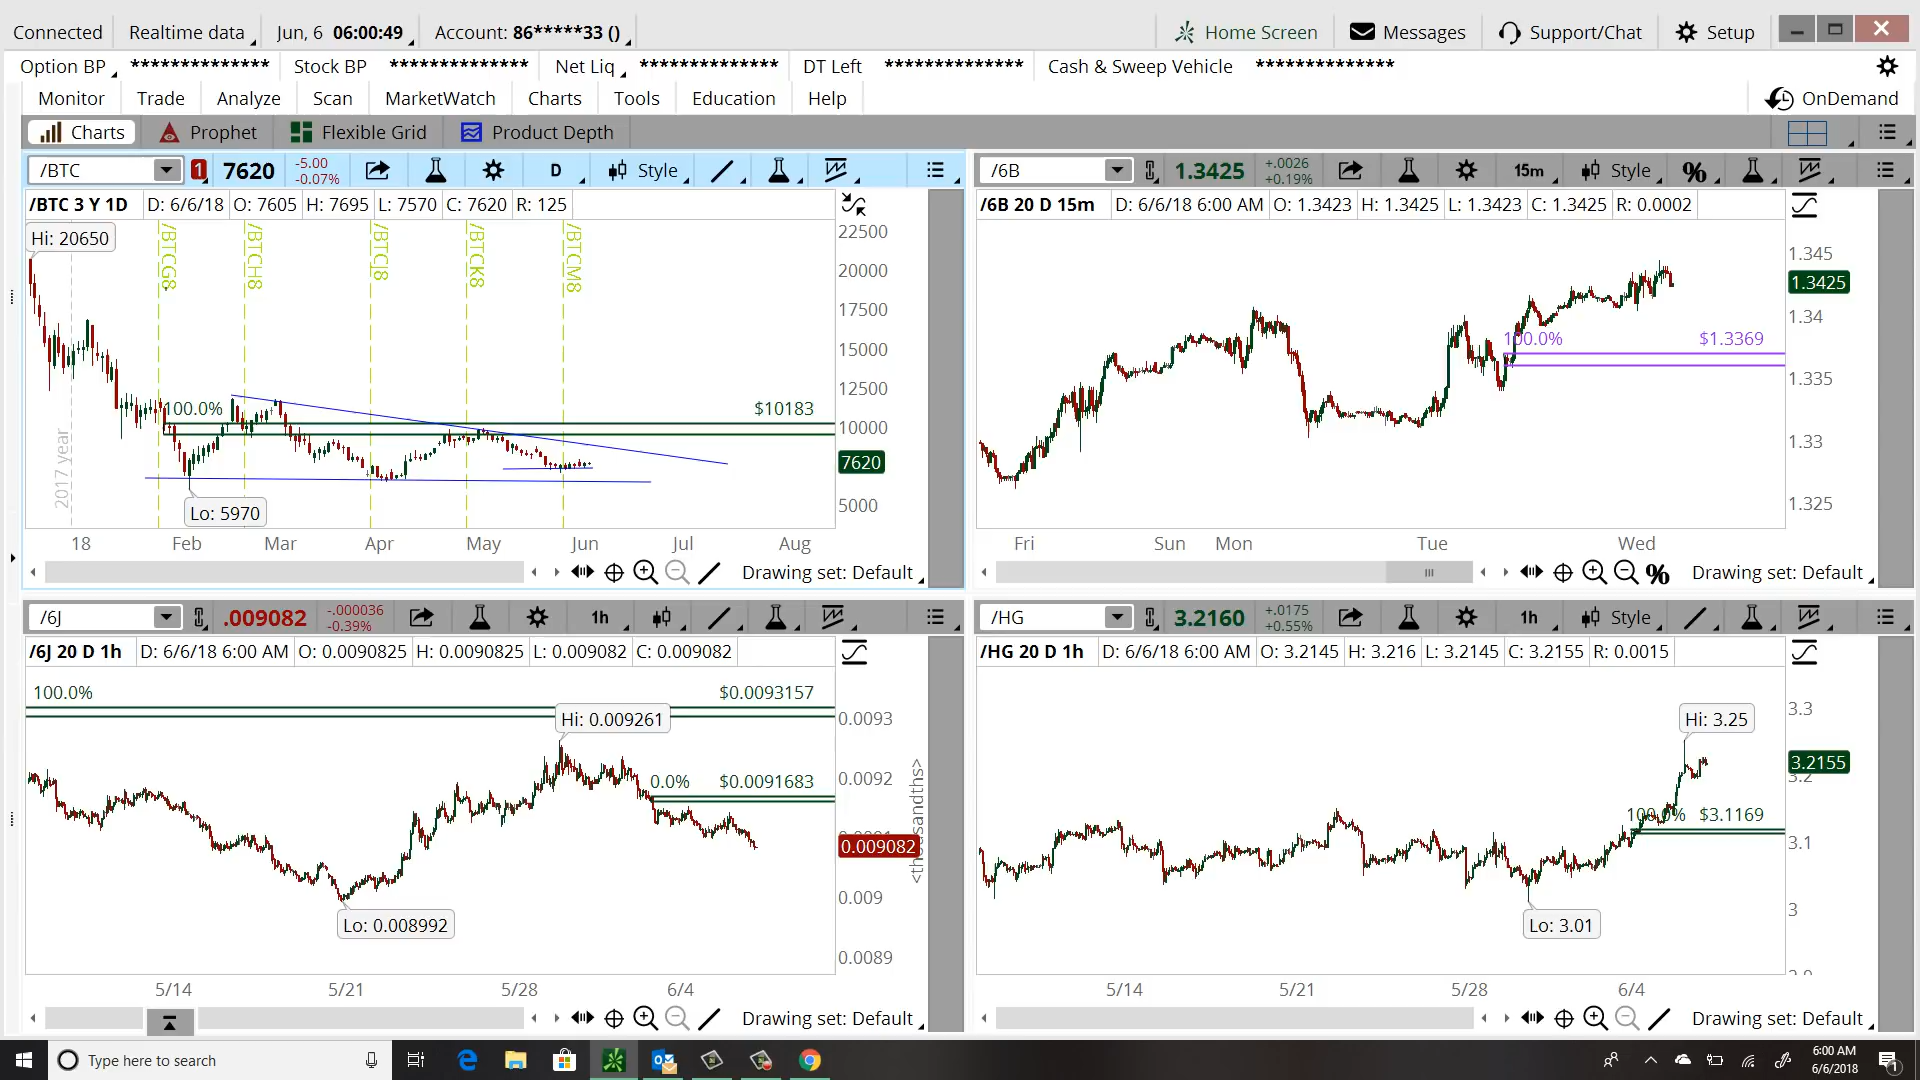 Connected Realtime data Jun, 6 06:00:49 Account: 86*****33 () Home Screen Messages Support/Chat Setup
Option BP ************** Stock BP ************** Net Liq ************** DT Left ************** Cash & Sweep Vehicle **************
Monitor Trade Analyze Scan MarketWatch Charts Tools Education Help OnDemand
Charts Prophet Flexible Grid Product Depth
/BTC 1 7620 -5.00 -0.07% D Style
/BTC 3 Y 1D D: 6/6/18 O: 7605 H: 7695 L: 7570 C: 7620 R: 125
Hi: 20650
/BTCG8 /BTCH8 /BTCJ8 /BTCK8 /BTCM8
22500
20000
17500
15000
12500
100.0% $10183
10000
7620
5000
2017 year
Lo: 5970
18 Feb Mar Apr May Jun Jul Aug
Drawing set: Default
/6B 1.3425 +.0026 +0.19% 15m Style %
/6B 20 D 15m D: 6/6/18 6:00 AM O: 1.3423 H: 1.3425 L: 1.3423 C: 1.3425 R: 0.0002
1.345
1.3425
1.34
100.0% $1.3369
1.335
1.33
1.325
Fri Sun Mon Tue Wed
% Drawing set: Default
/6J .009082 -.000036 -0.39% 1h
/6J 20 D 1h D: 6/6/18 6:00 AM O: 0.0090825 H: 0.0090825 L: 0.009082 C: 0.009082
100.0% $0.0093157
Hi: 0.009261
0.0093
0.0% $0.0091683
0.0092
0.009082
0.009
Lo: 0.008992
0.0089
5/14 5/21 5/28 6/4
Drawing set: Default
/HG 3.2160 +.0175 +0.55% 1h Style
/HG 20 D 1h D: 6/6/18 6:00 AM O: 3.2145 H: 3.216 L: 3.2145 C: 3.2155 R: 0.0015
3.3
Hi: 3.25
3.2155
3.2
100.0% $3.1169
3.1
3
Lo: 3.01
5/14 5/21 5/28 6/4
Drawing set: Default
Type here to search
6:00 AM
6/6/2018
1